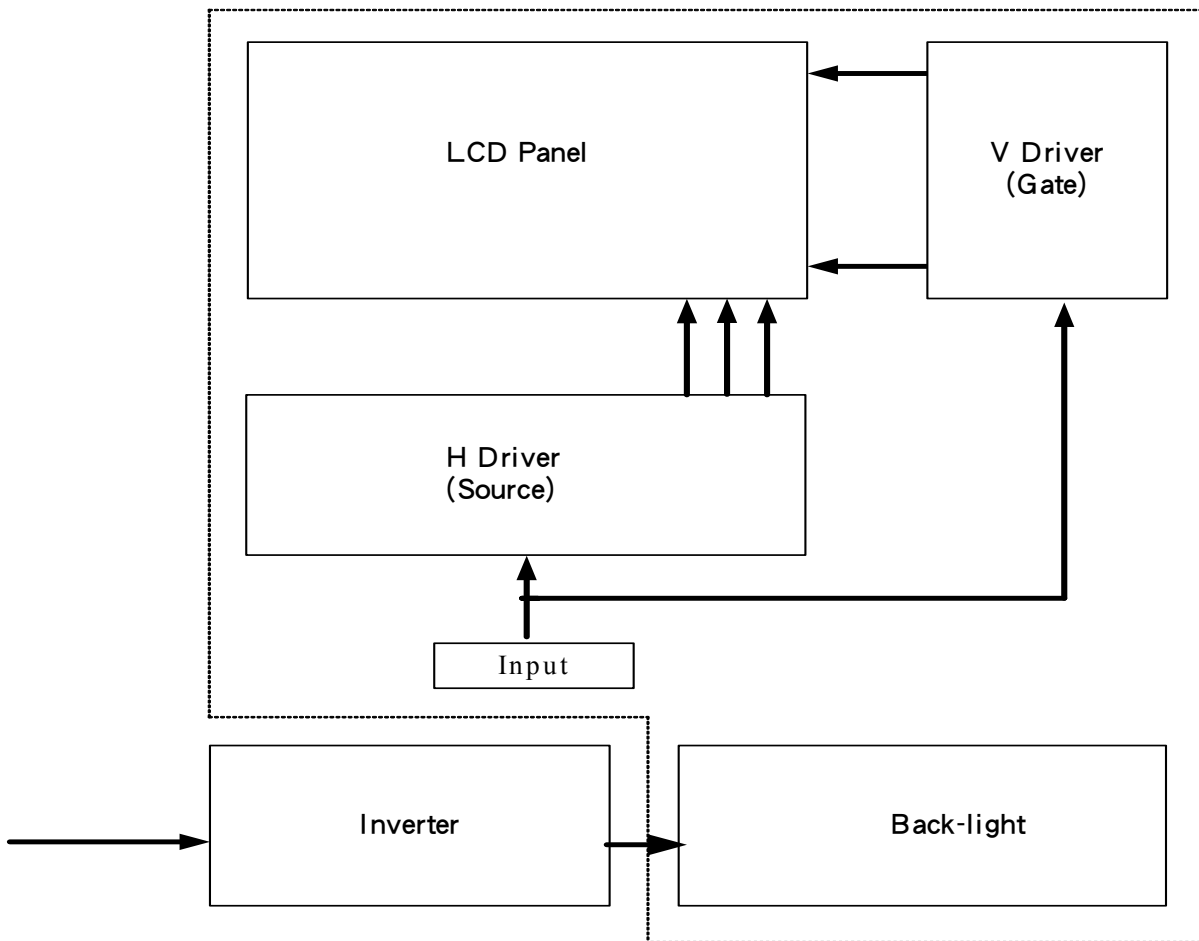 LCD Panel
V Driver
(Gate)
H Driver
(Source)
Input
Inverter
Back-light